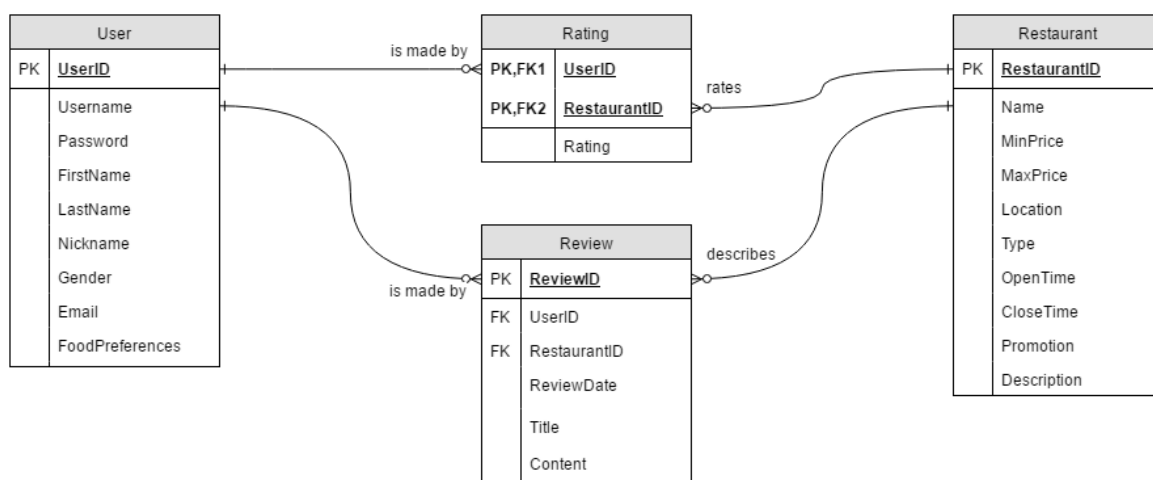 User
PK UserID
Username
Password
FirstName
LastName
Nickname
Gender
Email
FoodPreferences
is made by
Rating
PK,FK1 UserID
PK,FK2 RestaurantID
Rating
rates
is made by
Review
PK ReviewID
FK UserID
FK RestaurantID
ReviewDate
Title
Content
describes
Restaurant
PK RestaurantID
Name
MinPrice
MaxPrice
Location
Type
OpenTime
CloseTime
Promotion
Description